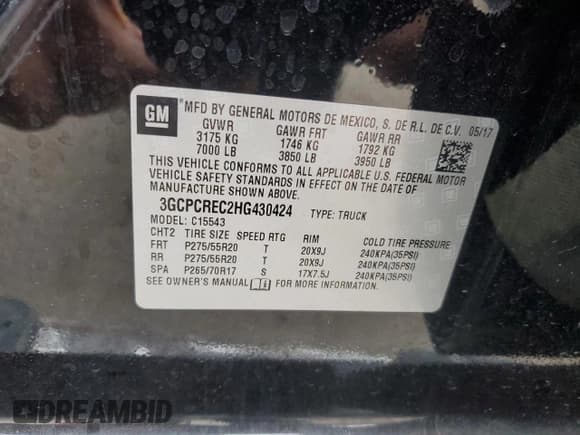 GM MFD BY GENERAL MOTORS DE MEXICO, S. DE R.L. DE C.V. 05/17
GVWR GAWR FRT GAWR RR
3175 KG 1746 KG 1792 KG
7000 LB 3850 LB 3950 LB
THIS VEHICLE CONFORMS TO ALL APPLICABLE U.S. FEDERAL MOTOR
VEHICLE SAFETY STANDARDS IN EFFECT ON THE DATE OF
MANUFACTURE SHOWN ABOVE.
3GCPCREC2HG430424 TYPE: TRUCK
MODEL: C15543
CHT2 TIRE SIZE SPEED RTG RIM COLD TIRE PRESSURE
FRT P275/55R20 T 20X9J 240KPA(35PSI)
RR P275/55R20 T 20X9J 240KPA(35PSI)
SPA P265/70R17 S 17X7.5J 240KPA(35PSI)
SEE OWNER'S MANUAL FOR MORE INFORMATION.
DREAMBID